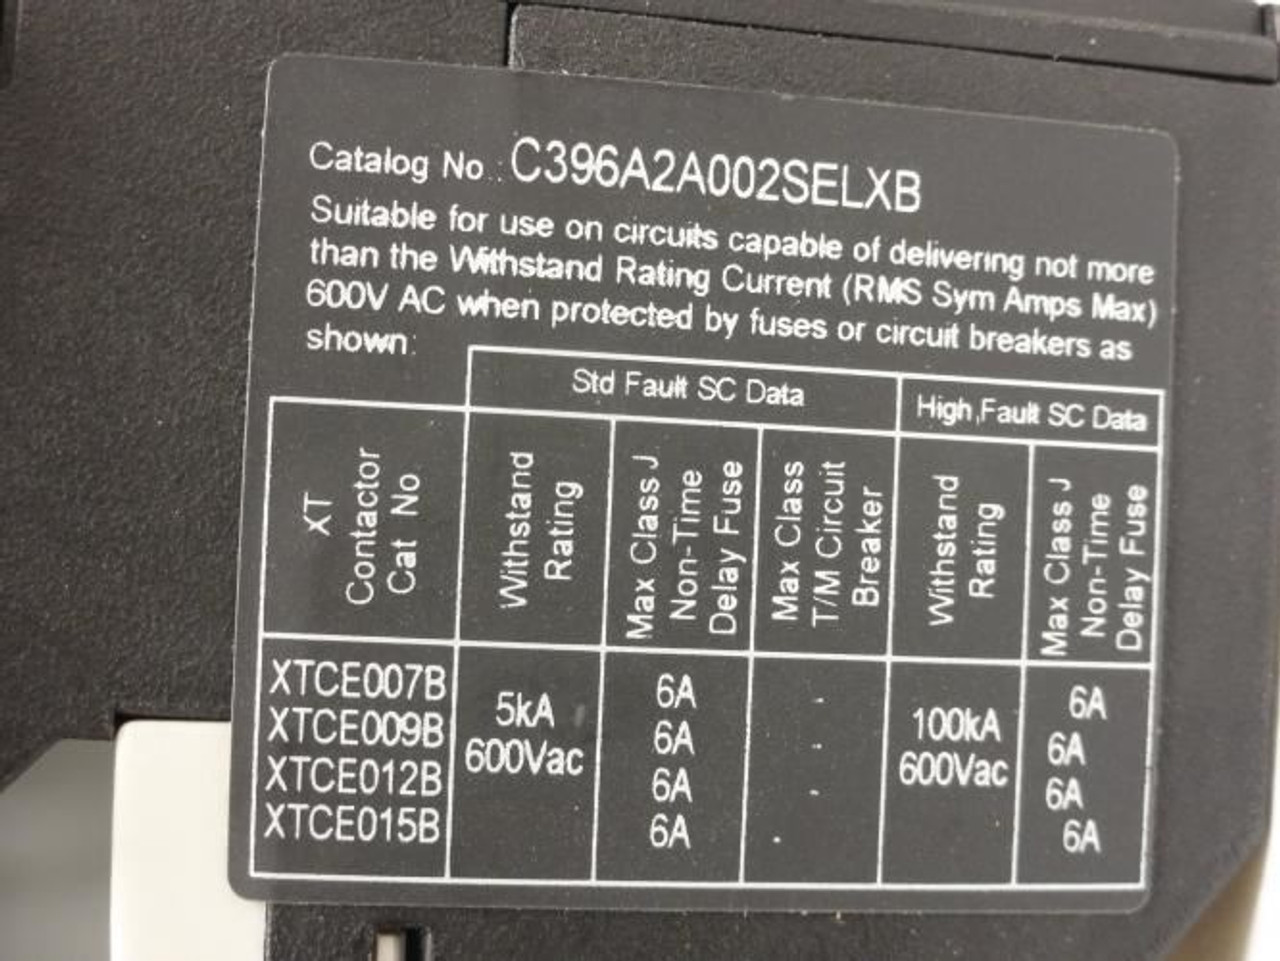 Catalog No.: C396A2A002SELXB
Suitable for use on circuits capable of delivering not more
than the Withstand Rating Current (RMS Sym Amps Max)
600V AC when protected by fuses or circuit breakers as
shown:
Std Fault SC Data
High,Fault SC Data
XT
Contactor
Cat No
Withstand
Rating
Max Class J
Non-Time
Delay Fuse
Max Class
T/M Circuit
Breaker
Withstand
Rating
Max Class J
Non-Time
Delay Fuse
XTCE007B
XTCE009B
XTCE012B
XTCE015B
5kA
600Vac
6A
6A
6A
6A
-
-
-
.
100kA
600Vac
6A
6A
6A
6A